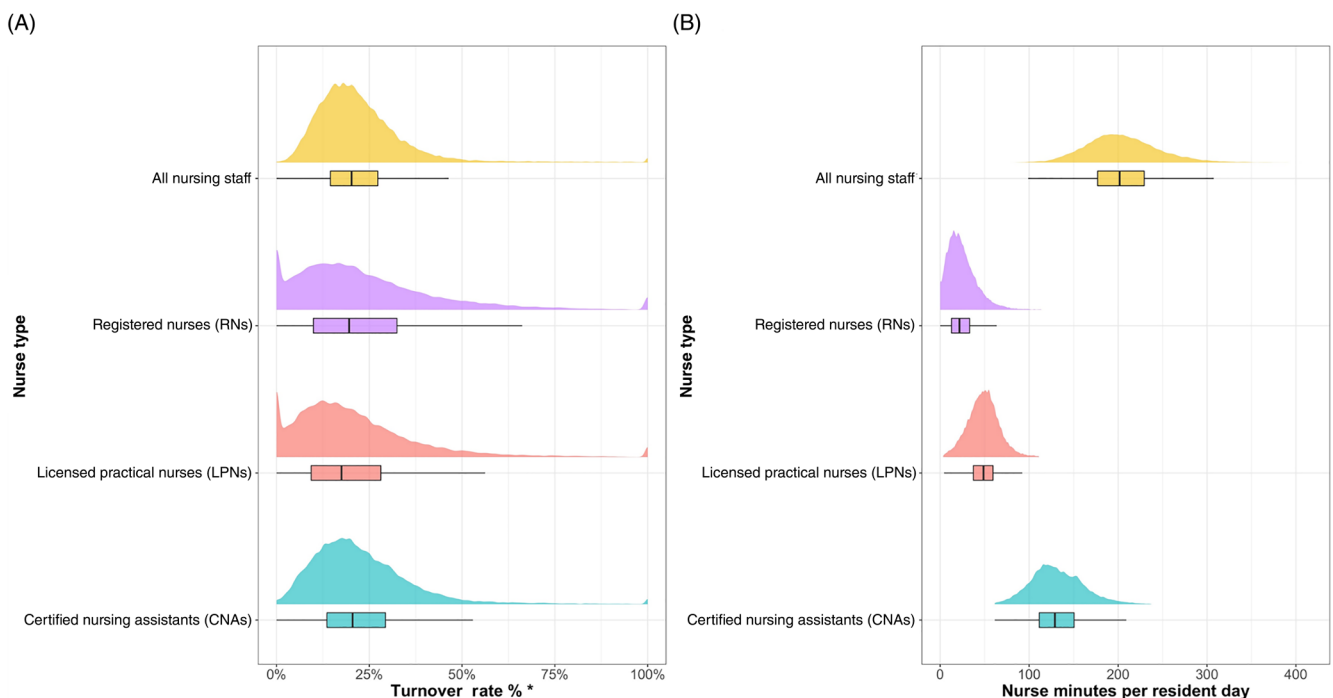 (A)
Nurse type
All nursing staff
Registered nurses (RNs)
Licensed practical nurses (LPNs)
Certified nursing assistants (CNAs)
0% 25% 50% 75% 100%
Turnover rate % *
(B)
Nurse type
All nursing staff
Registered nurses (RNs)
Licensed practical nurses (LPNs)
Certified nursing assistants (CNAs)
0 100 200 300 400
Nurse minutes per resident day